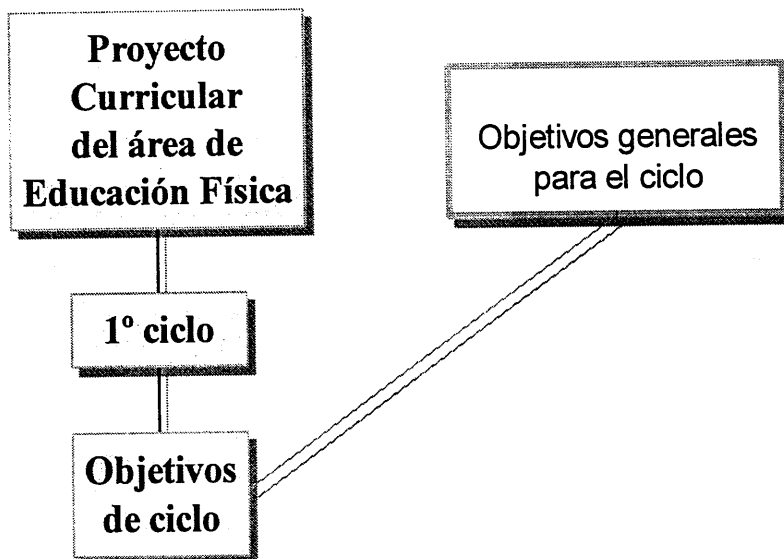 Proyecto
Curricular
del área de
Educación Física
Objetivos generales
para el ciclo
1º ciclo
Objetivos
de ciclo